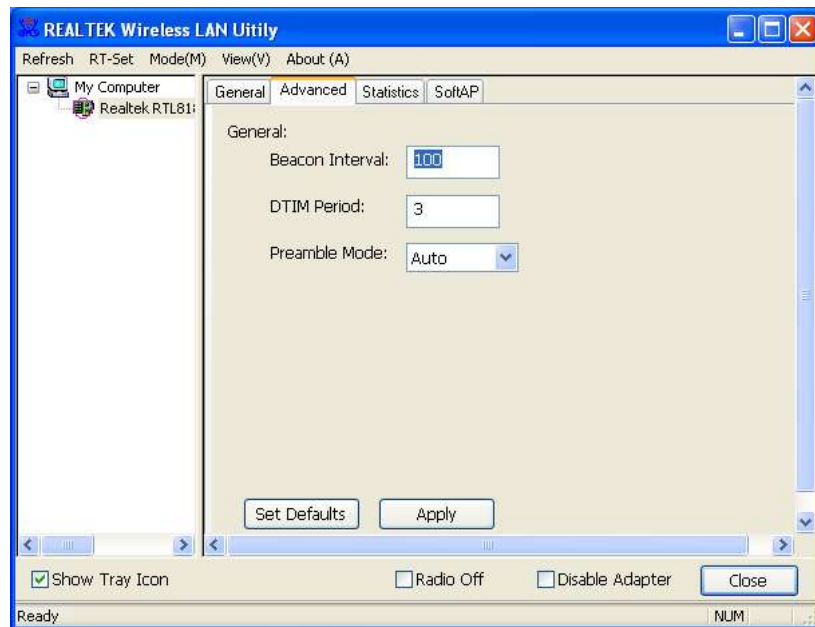 REALTEK Wireless LAN Uitily
Refresh RT-Set Mode(M) View(V) About (A)
My Computer
Realtek RTL81
General Advanced Statistics SoftAP
General:
Beacon Interval: 100
DTIM Period: 3
Preamble Mode: Auto
Set Defaults Apply
Show Tray Icon Radio Off Disable Adapter Close
Ready NUM